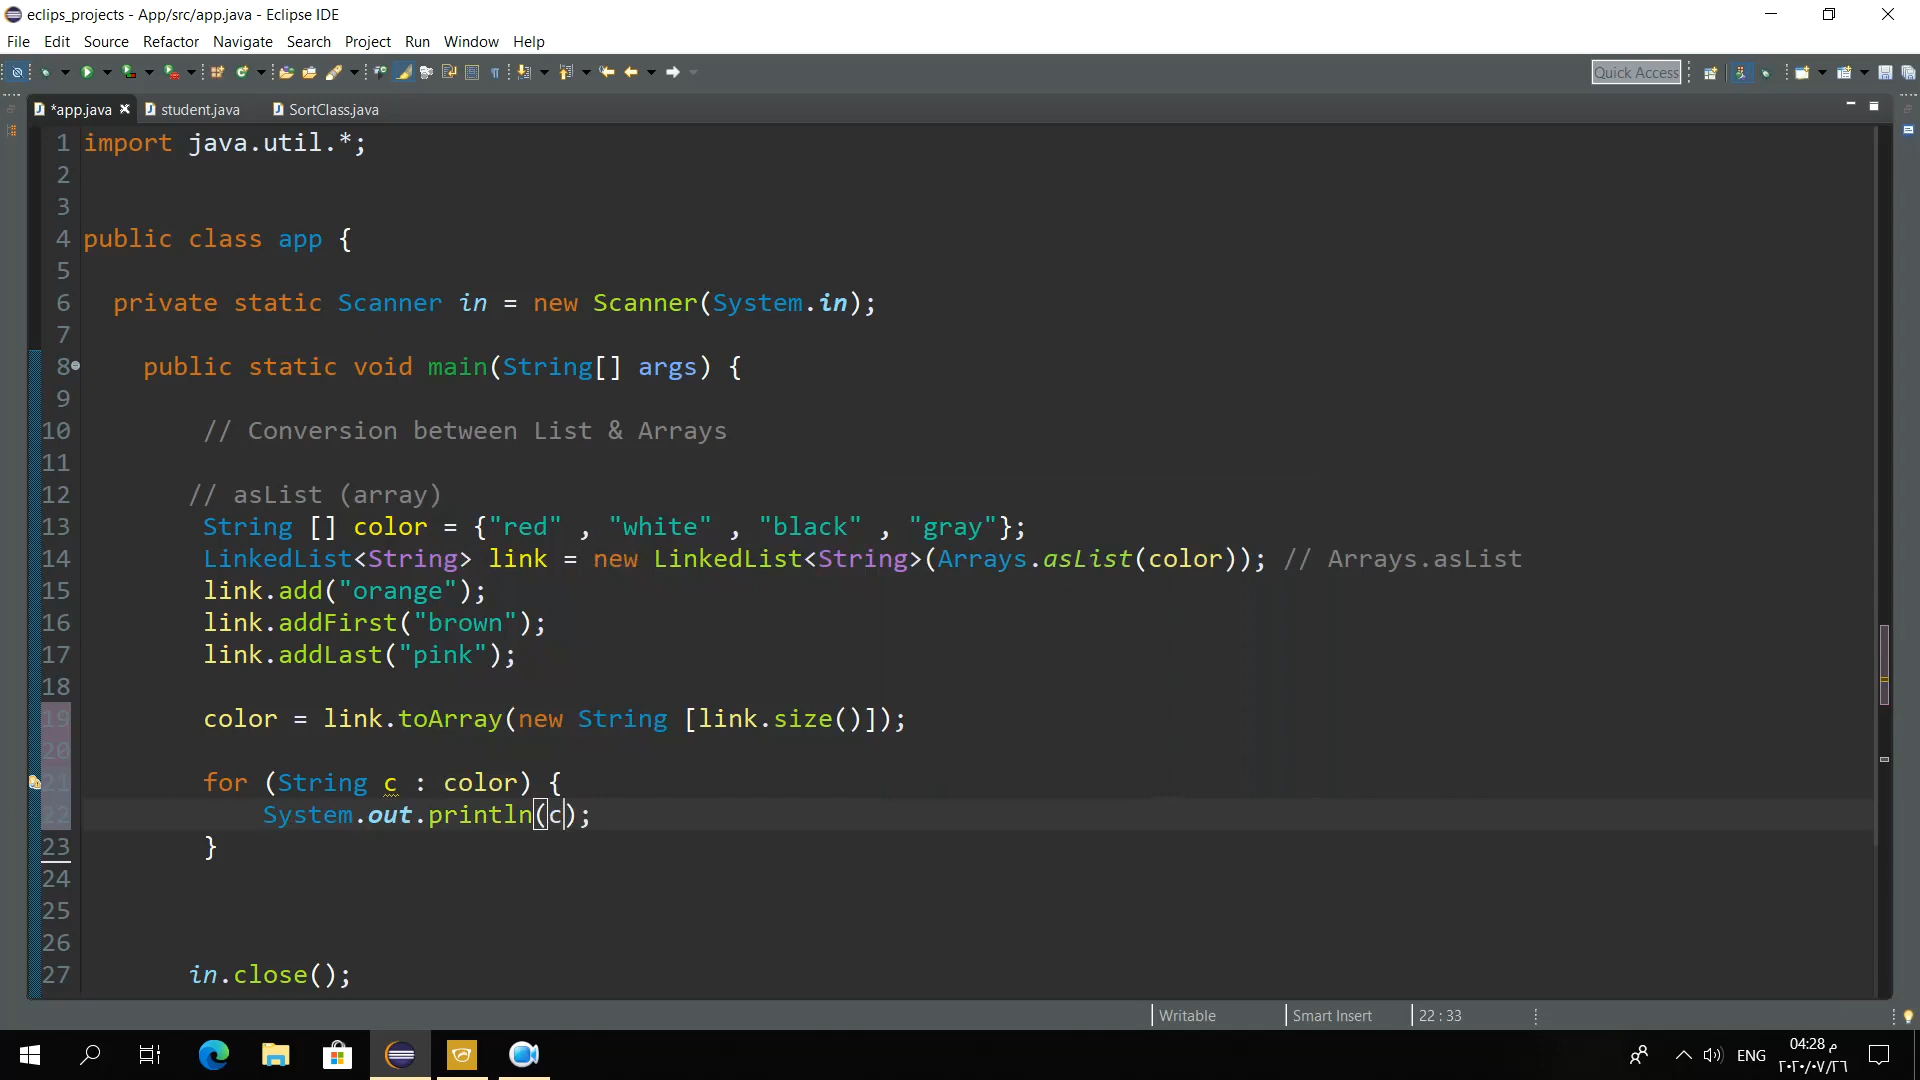 eclips_projects - App/src/app.java - Eclipse IDE
File Edit Source Refactor Navigate Search Project Run Window Help
Quick Access
*app.java student.java SortClass.java
1 import java.util.*;
2
3
4 public class app {
5
6 private static Scanner in = new Scanner(System.in);
7
8 public static void main(String[] args) {
9
10 // Conversion between List & Arrays
11
12 // asList (array)
13 String [] color = {"red" , "white" , "black" , "gray"};
14 LinkedList<String> link = new LinkedList<String>(Arrays.asList(color)); // Arrays.asList
15 link.add("orange");
16 link.addFirst("brown");
17 link.addLast("pink");
18
19 color = link.toArray(new String [link.size()]);
20
21 for (String c : color) {
22 System.out.println(c);
23 }
24
25
26
27 in.close();
Writable Smart Insert 22 : 33
ENG
04:28 م
٢٠٢٠/٠٧/٢٦